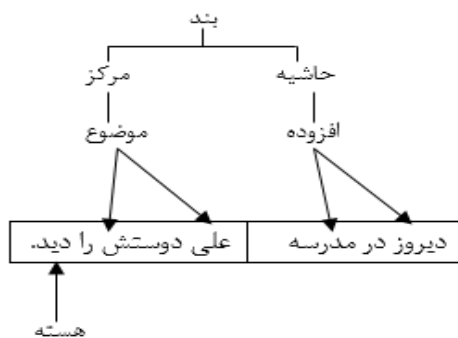 بند
حاشیه مرکز
افزوده موضوع
دیروز در مدرسه علی دوستش را دید.
هسته